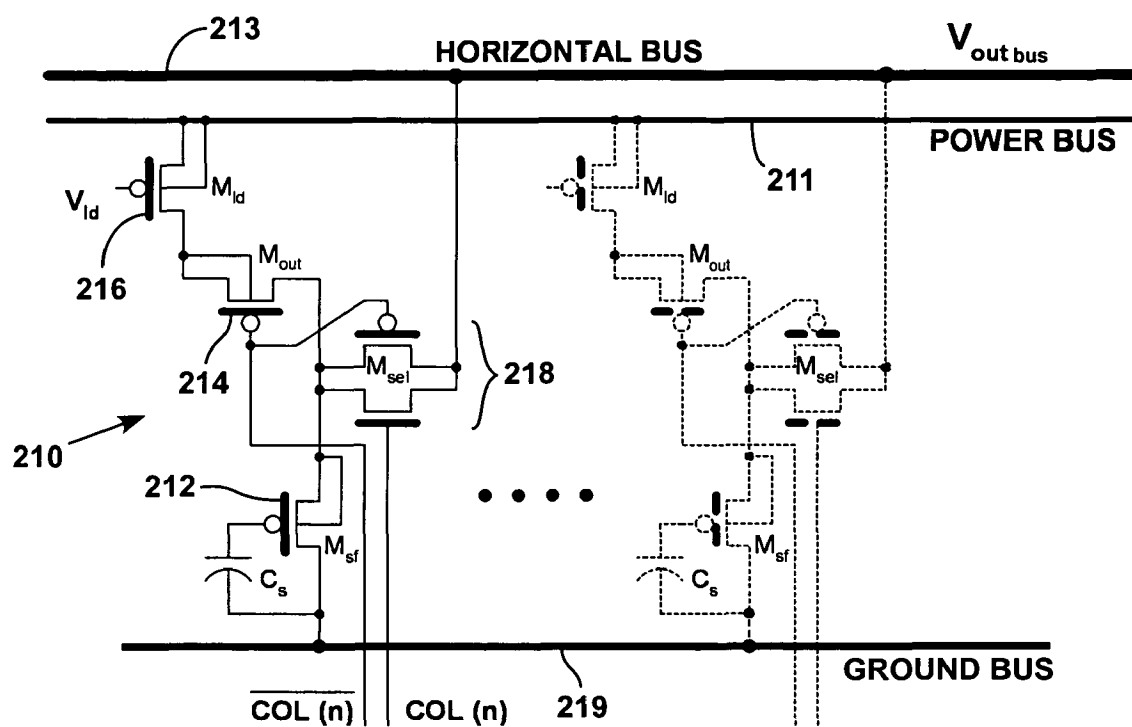 213
HORIZONTAL BUS
V_out bus
POWER BUS
211
V_ld
M_ld
M_ld
216
M_out
M_out
214
M_sel
218
M_sel
210
212
M_sf
M_sf
C_s
C_s
GROUND BUS
219
C̅O̅L̅ ̅(̅n̅)̅
COL (n)